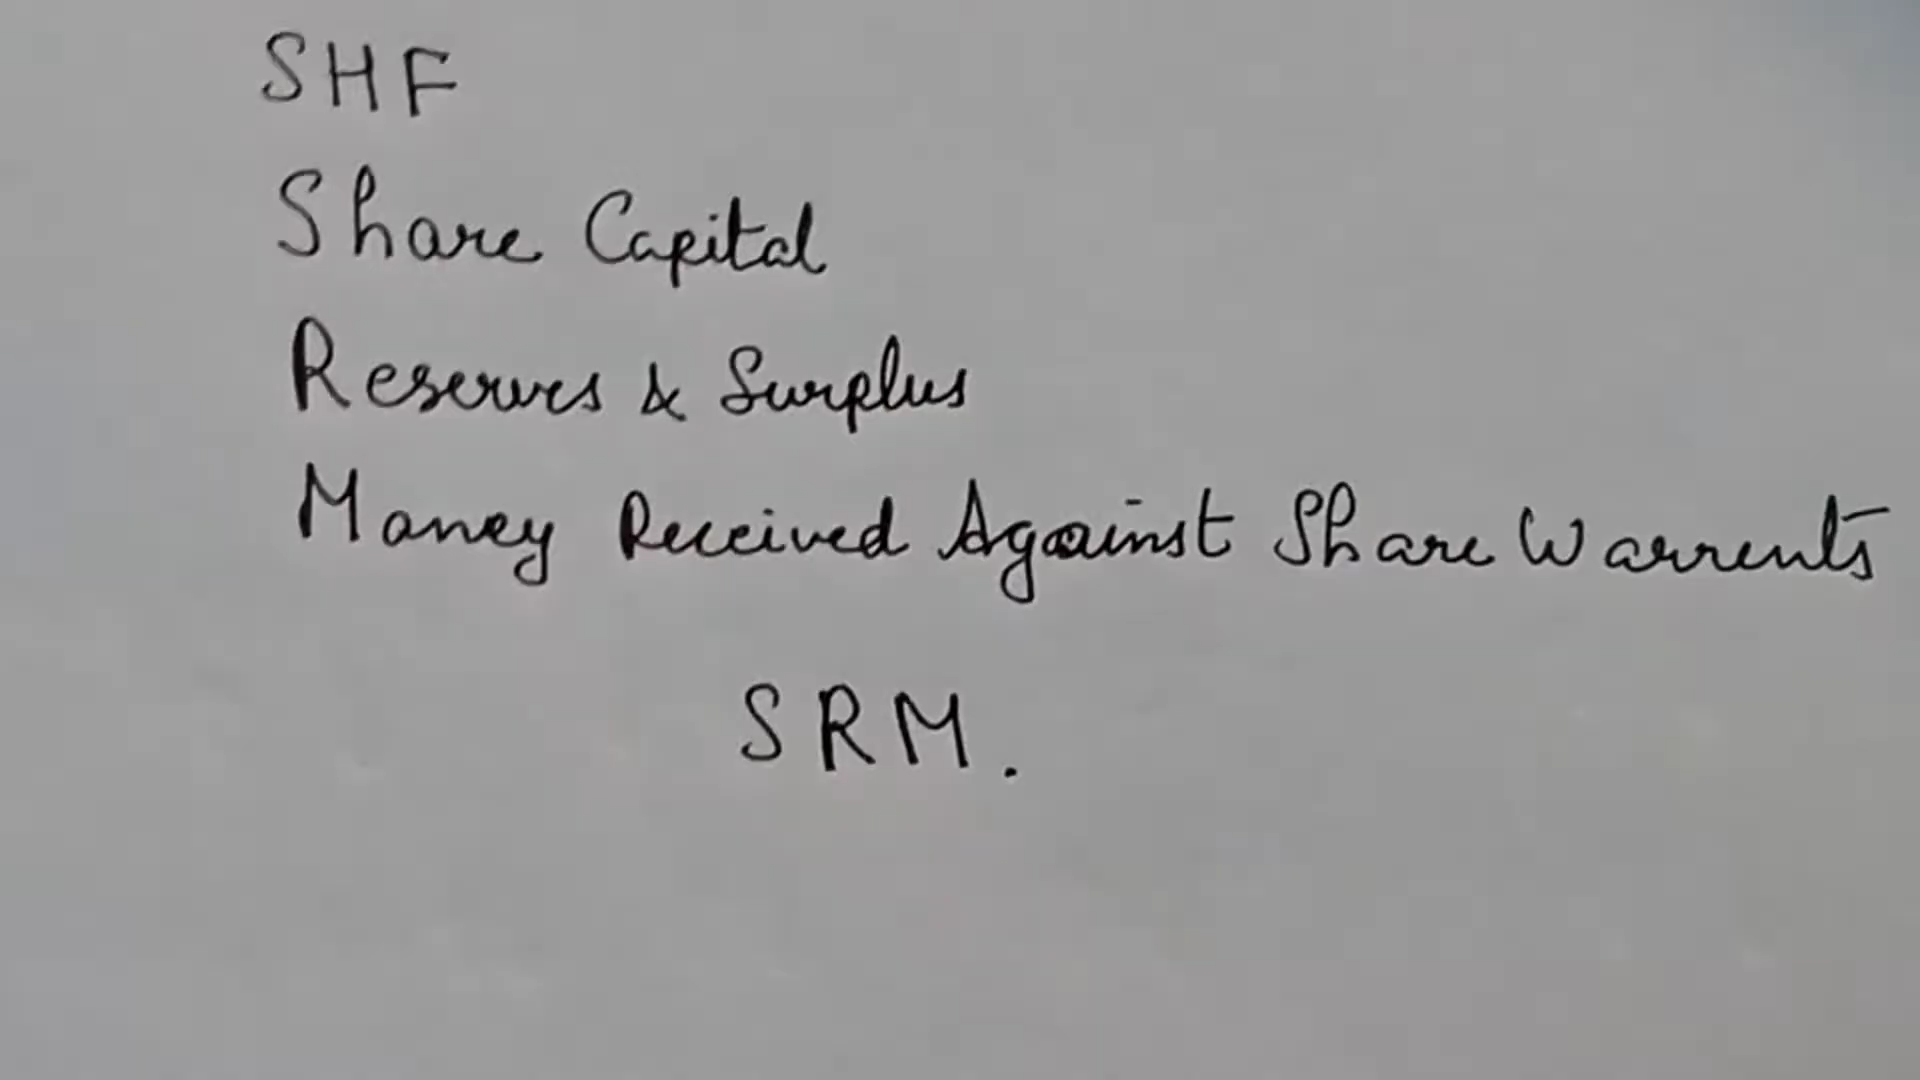 SHF
Share Capital
Reserves & Surplus
Money Received Against Share Warrents
SRM.